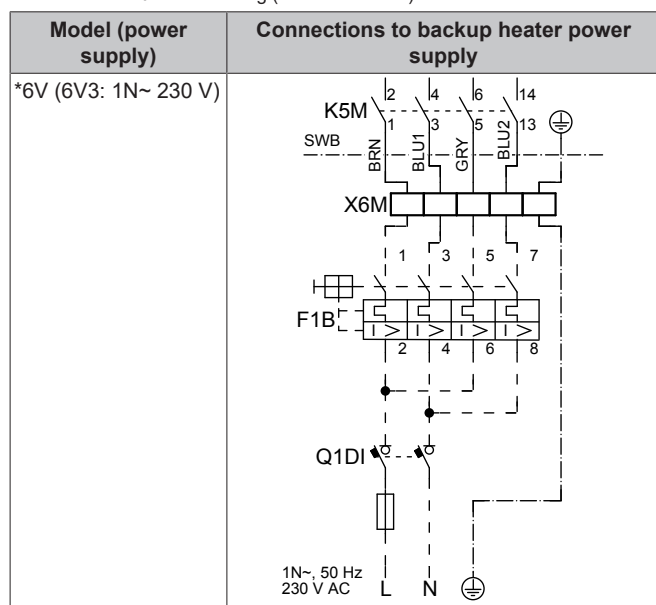 Model (power supply)
Connections to backup heater power supply
*6V (6V3: 1N~ 230 V)
2 4 6 14
K5M
1 3 5 13
SWB
BRN BLU1 GRY BLU2
X6M
1 3 5 7
F1B
I > I > I > I >
2 4 6 8
Q1DI
1N~, 50 Hz
230 V AC
L N